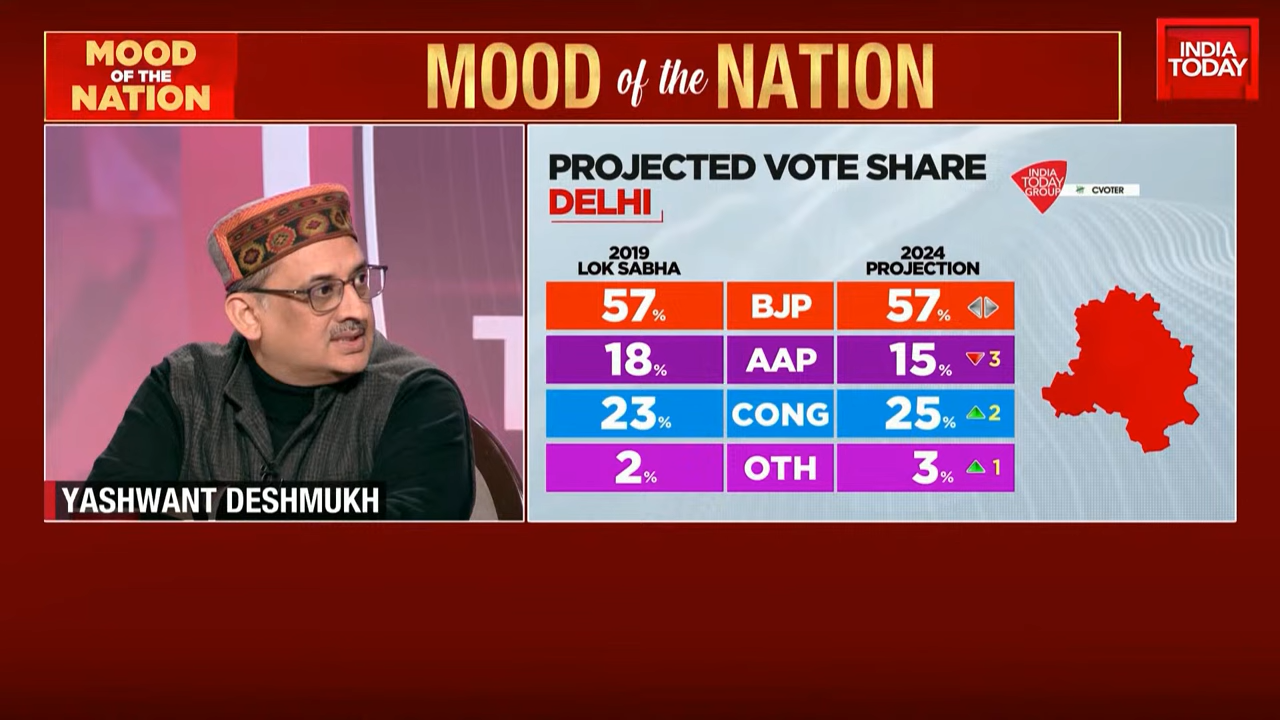 MOOD
OF THE
NATION
MOOD of the NATION
INDIA
TODAY
PROJECTED VOTE SHARE
DELHI
INDIA
TODAY
GROUP
CVOTER
2019
LOK SABHA
2024
PROJECTION
57% BJP 57%
18% AAP 15% 3
23% CONG 25% 2
2% OTH 3% 1
T
YASHWANT DESHMUKH